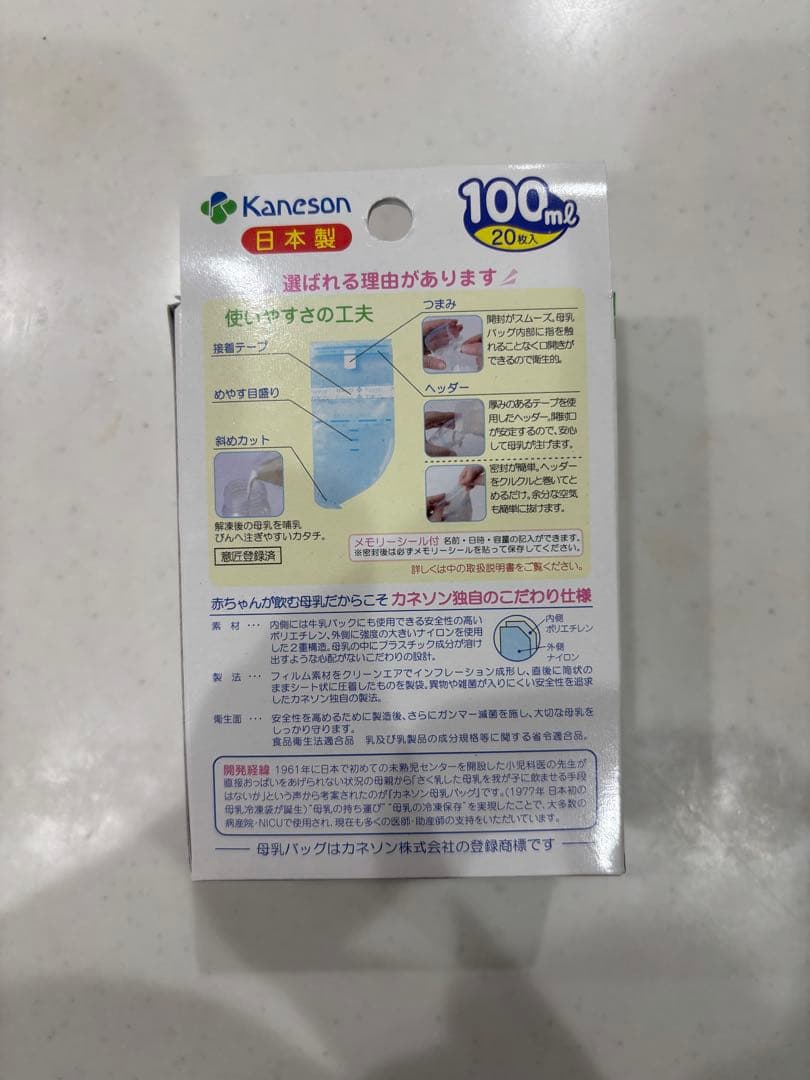 Kaneson
日本製
100ml
20枚入
選ばれる理由があります
使いやすさの工夫
接着テープ
めやす目盛り
斜めカット
解凍後の母乳を哺乳
びんへ注ぎやすいカタチ。
意匠登録済
つまみ
開封がスムーズ。母乳
バッグ内部に指を触
れることなく口開きが
できるので衛生的。
ヘッダー
厚みのあるテープを使
用したヘッダー。開封口
が安定するので、安心
して母乳が注げます。
密封が簡単。ヘッダー
をクルクルと巻いてと
めるだけ。余分な空気
も簡単に抜けます。
メモリーシール付 名前・日時・容量の記入ができます。
※密封後は必ずメモリーシールを貼って保存してください。
詳しくは中の取扱説明書をご覧ください。
赤ちゃんが飲む母乳だからこそ カネソン独自のこだわり仕様
素材・・・ 内側には牛乳パックにも使用できる安全性の高い
ポリエチレン、外側に強度の大きいナイロンを使用
した2重構造。母乳の中にプラスチック成分が溶け
出すような心配がないこだわりの設計。
内側
ポリエチレン
外側
ナイロン
製法・・・ フィルム素材をクリーンエアでインフレーション成形し、直後に筒状の
ままシート状に圧着したものを製袋。異物や雑菌が入りにくい安全性を追求
したカネソン独自の製法。
衛生面・・・ 安全性を高めるために製造後、さらにガンマー滅菌を施し、大切な母乳を
しっかり守ります。
食品衛生法適合品 乳及び乳製品の成分規格等に関する省令適合品。
開発経緯 1961年に日本で初めての未熟児センターを開設した小児科医の先生が
直接おっぱいをあげられない状況の母親から「さく乳した母乳を我が子に飲ませる手段
はないか」という声から考案されたのが「カネソン母乳バッグ」です。(1977年 日本初の
母乳冷凍袋が誕生)"母乳の持ち運び" "母乳の冷凍保存"を実現したことで、大多数の
病産院・NICUで使用され、現在も多くの医師・助産師の支持をいただいています。
母乳バッグはカネソン株式会社の登録商標です